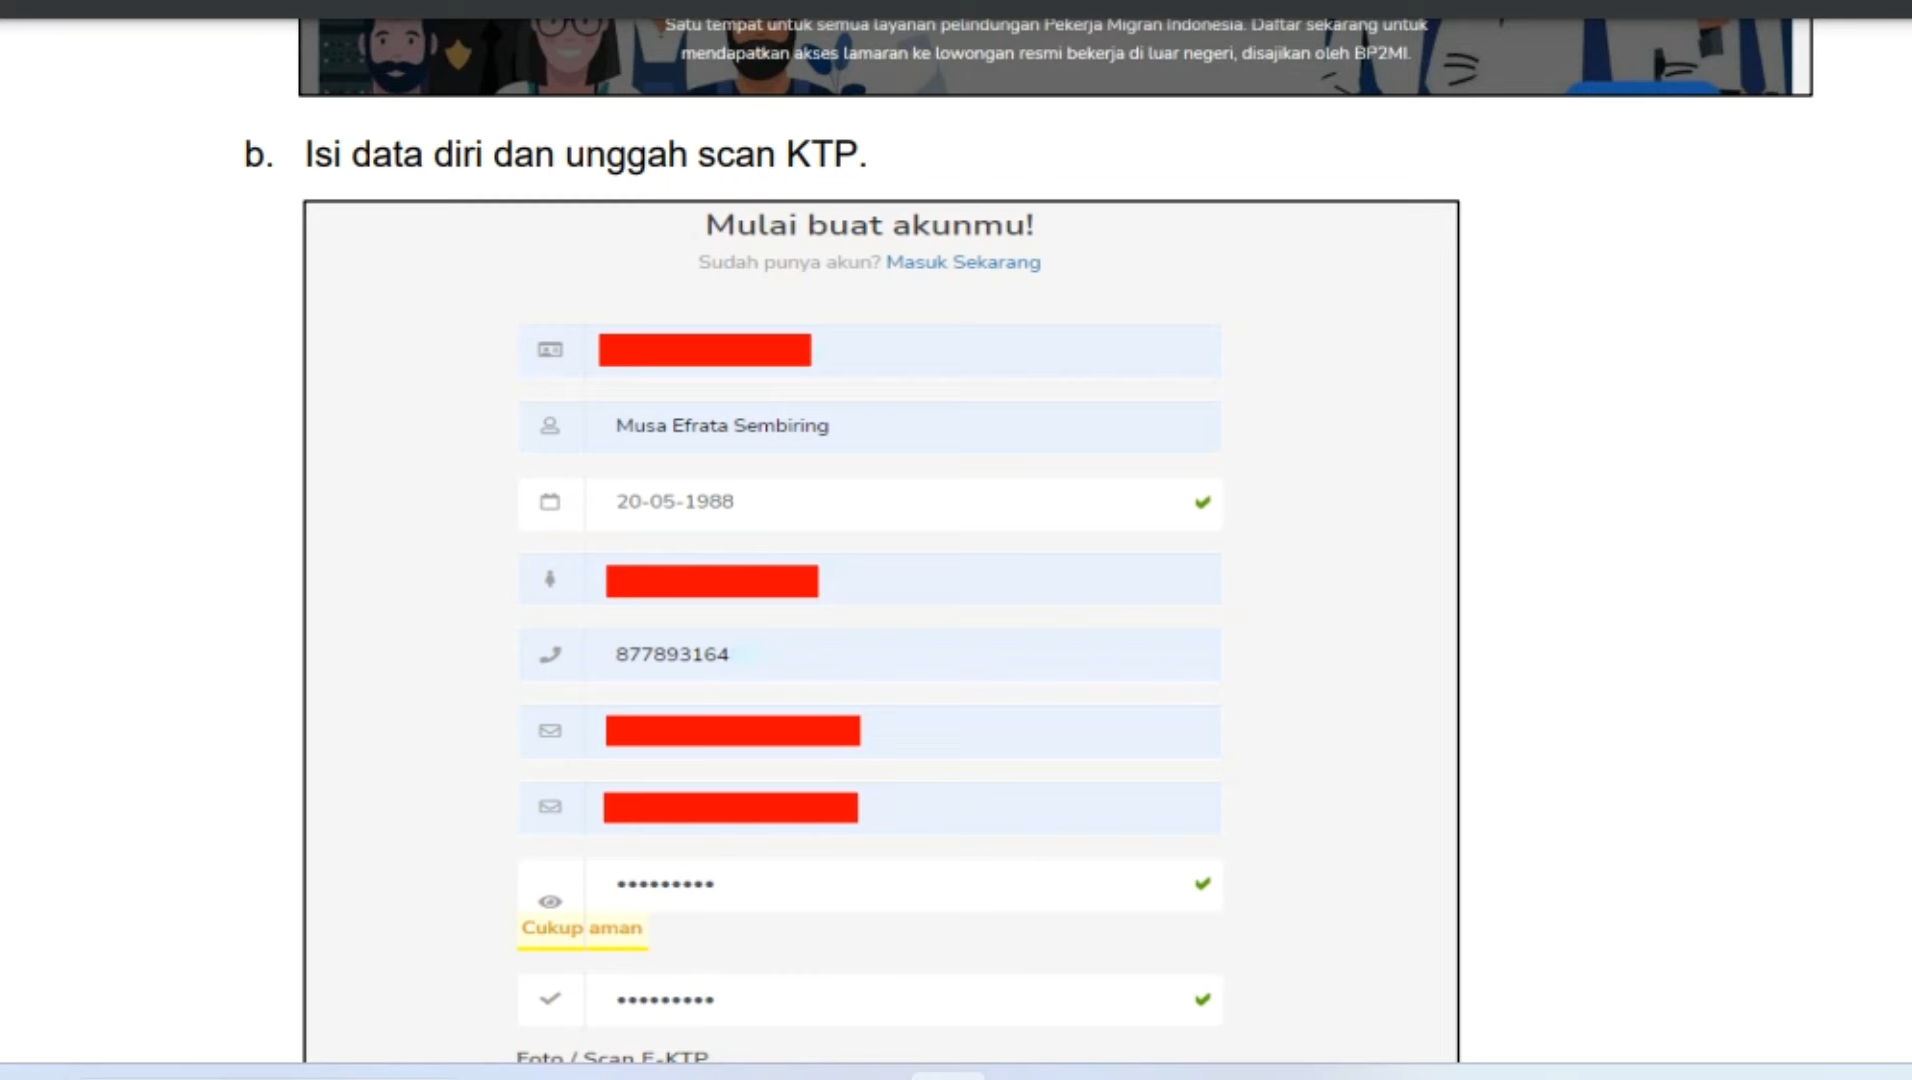 Satu tempat untuk semua layanan pelindungan Pekerja Migran Indonesia. Daftar sekarang untuk
mendapatkan akses lamaran ke lowongan resmi bekerja di luar negeri, disajikan oleh BP2MI.
b. Isi data diri dan unggah scan KTP.
Mulai buat akunmu!
Sudah punya akun? Masuk Sekarang
Musa Efrata Sembiring
20-05-1988
877893164
•••••••••
Cukup aman
•••••••••
Foto / Scan E-KTP